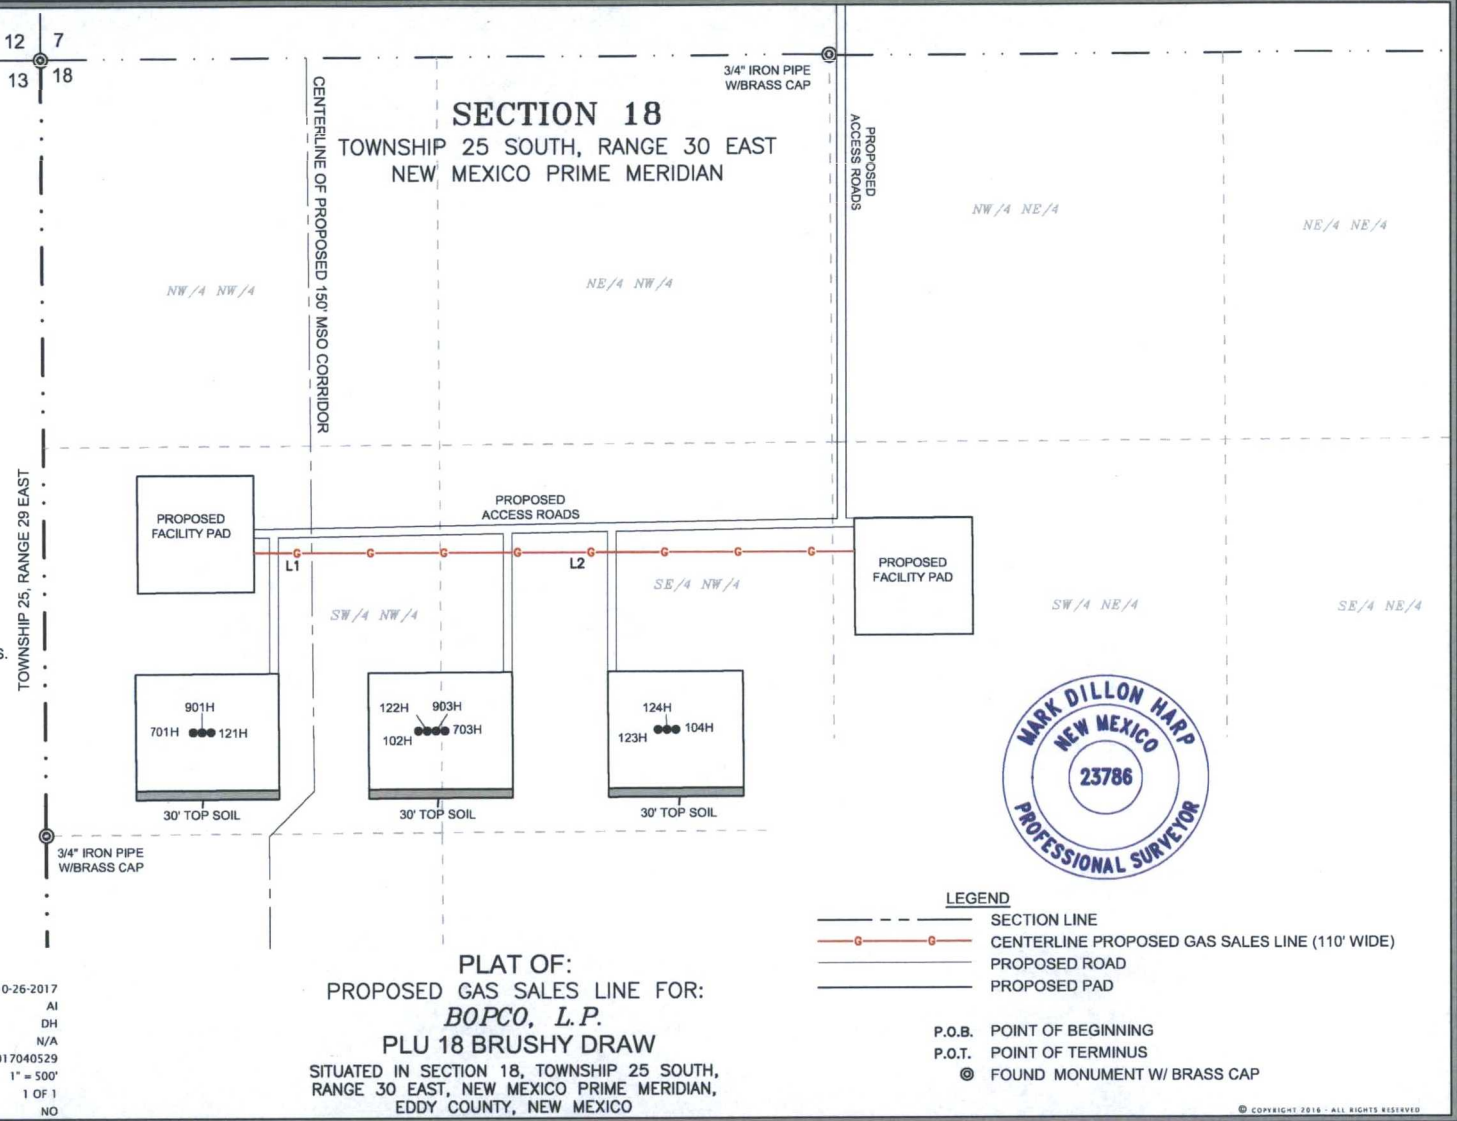 12 7
13 18
3/4" IRON PIPE
W/BRASS CAP
SECTION 18
TOWNSHIP 25 SOUTH, RANGE 30 EAST
NEW MEXICO PRIME MERIDIAN
CENTERLINE OF PROPOSED 150' MSO CORRIDOR
PROPOSED
ACCESS ROADS
NW/4 NE/4
NE/4 NE/4
NW/4 NW/4
NE/4 NW/4
TOWNSHIP 25, RANGE 29 EAST
PROPOSED
FACILITY PAD
PROPOSED
ACCESS ROADS
G G G G G G G G
L1
L2
PROPOSED
FACILITY PAD
SW/4 NW/4
SE/4 NW/4
SW/4 NE/4
SE/4 NE/4
S.
901H
701H 121H
30' TOP SOIL
122H 903H
102H 703H
30' TOP SOIL
124H
123H 104H
30' TOP SOIL
MARK DILLON HARP
NEW MEXICO
23786
PROFESSIONAL SURVEYOR
3/4" IRON PIPE
W/BRASS CAP
LEGEND
SECTION LINE
G G CENTERLINE PROPOSED GAS SALES LINE (110' WIDE)
PROPOSED ROAD
PROPOSED PAD
P.O.B. POINT OF BEGINNING
P.O.T. POINT OF TERMINUS
FOUND MONUMENT W/ BRASS CAP
PLAT OF:
PROPOSED GAS SALES LINE FOR:
BOPCO, L.P.
PLU 18 BRUSHY DRAW
SITUATED IN SECTION 18, TOWNSHIP 25 SOUTH,
RANGE 30 EAST, NEW MEXICO PRIME MERIDIAN,
EDDY COUNTY, NEW MEXICO
0-26-2017
AI
DH
N/A
017040529
1" = 500'
1 OF 1
NO
© COPYRIGHT 2016 - ALL RIGHTS RESERVED